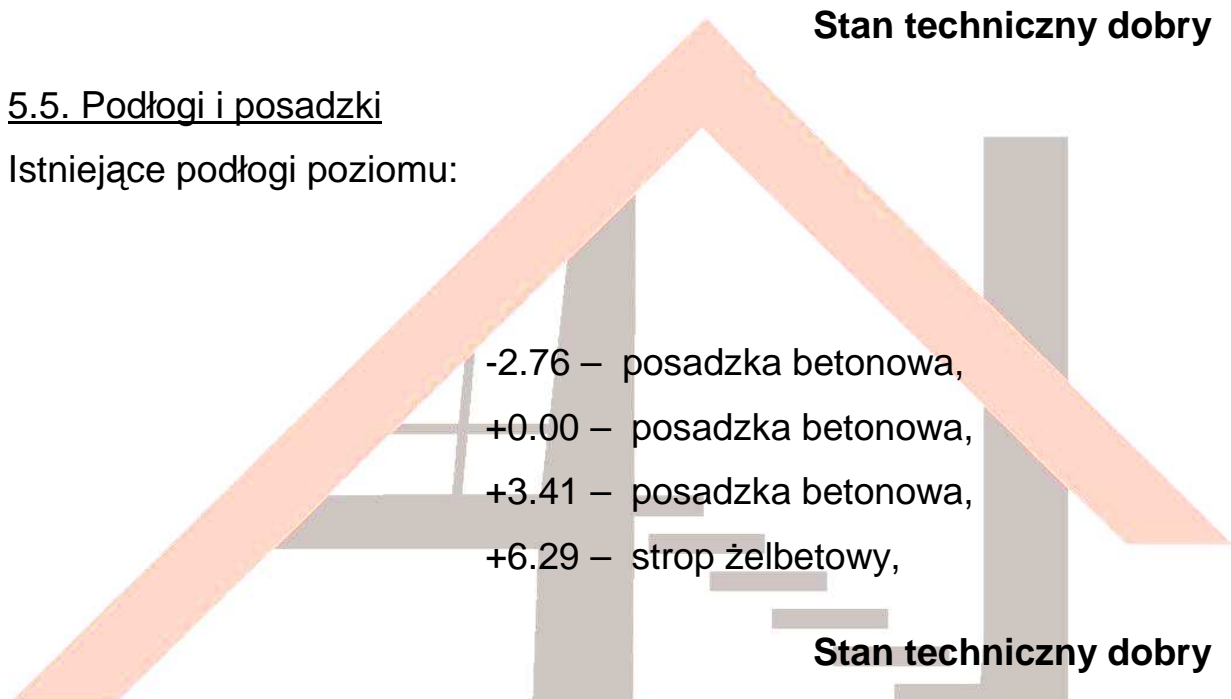 Stan techniczny dobry
5.5. Podłogi i posadzki
Istniejące podłogi poziomu:
-2.76 – posadzka betonowa,
+0.00 – posadzka betonowa,
+3.41 – posadzka betonowa,
+6.29 – strop żelbetowy,
Stan techniczny dobry